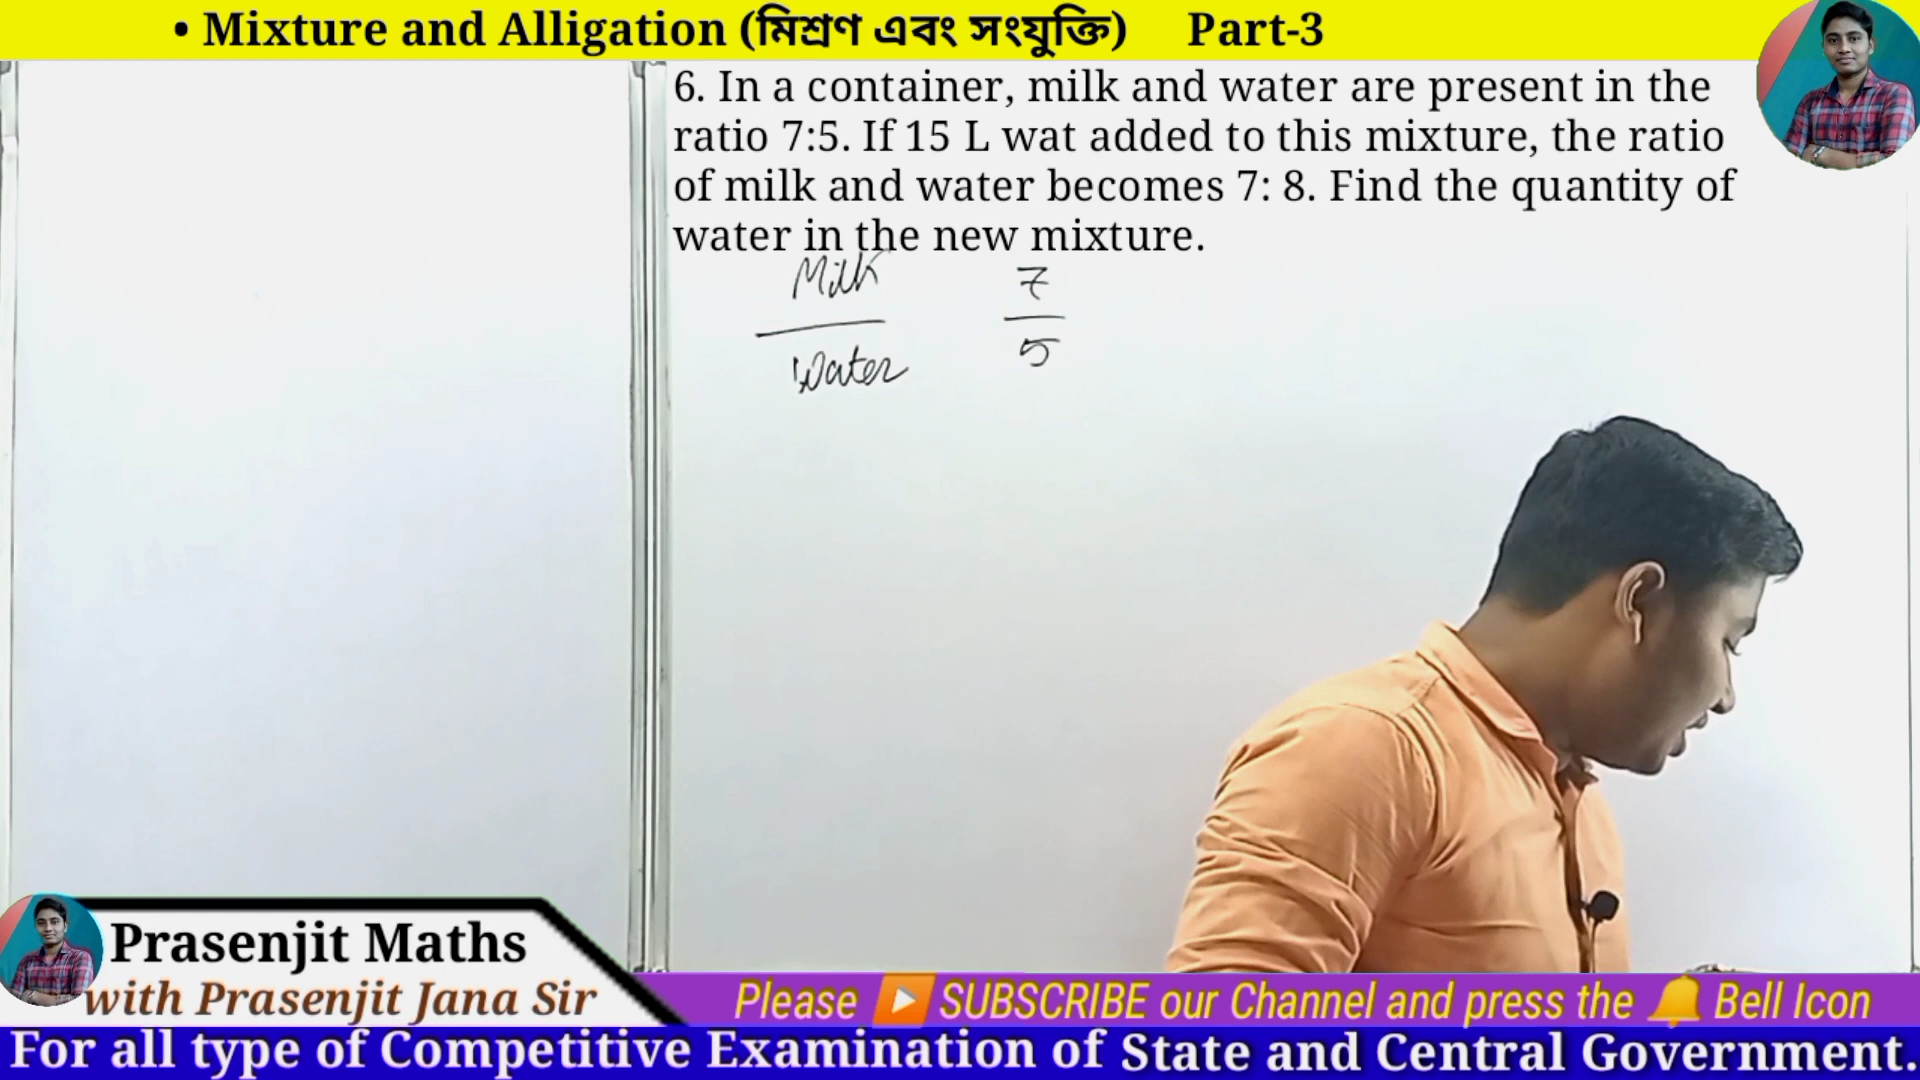 • Mixture and Alligation (মিশ্রণ এবং সংযুক্তি) Part-3
6. In a container, milk and water are present in the
ratio 7:5. If 15 L wat added to this mixture, the ratio
of milk and water becomes 7: 8. Find the quantity of
water in the new mixture.
Milk 7
Water 5
Prasenjit Maths
with Prasenjit Jana Sir
Please SUBSCRIBE our Channel and press the Bell Icon
For all type of Competitive Examination of State and Central Government.